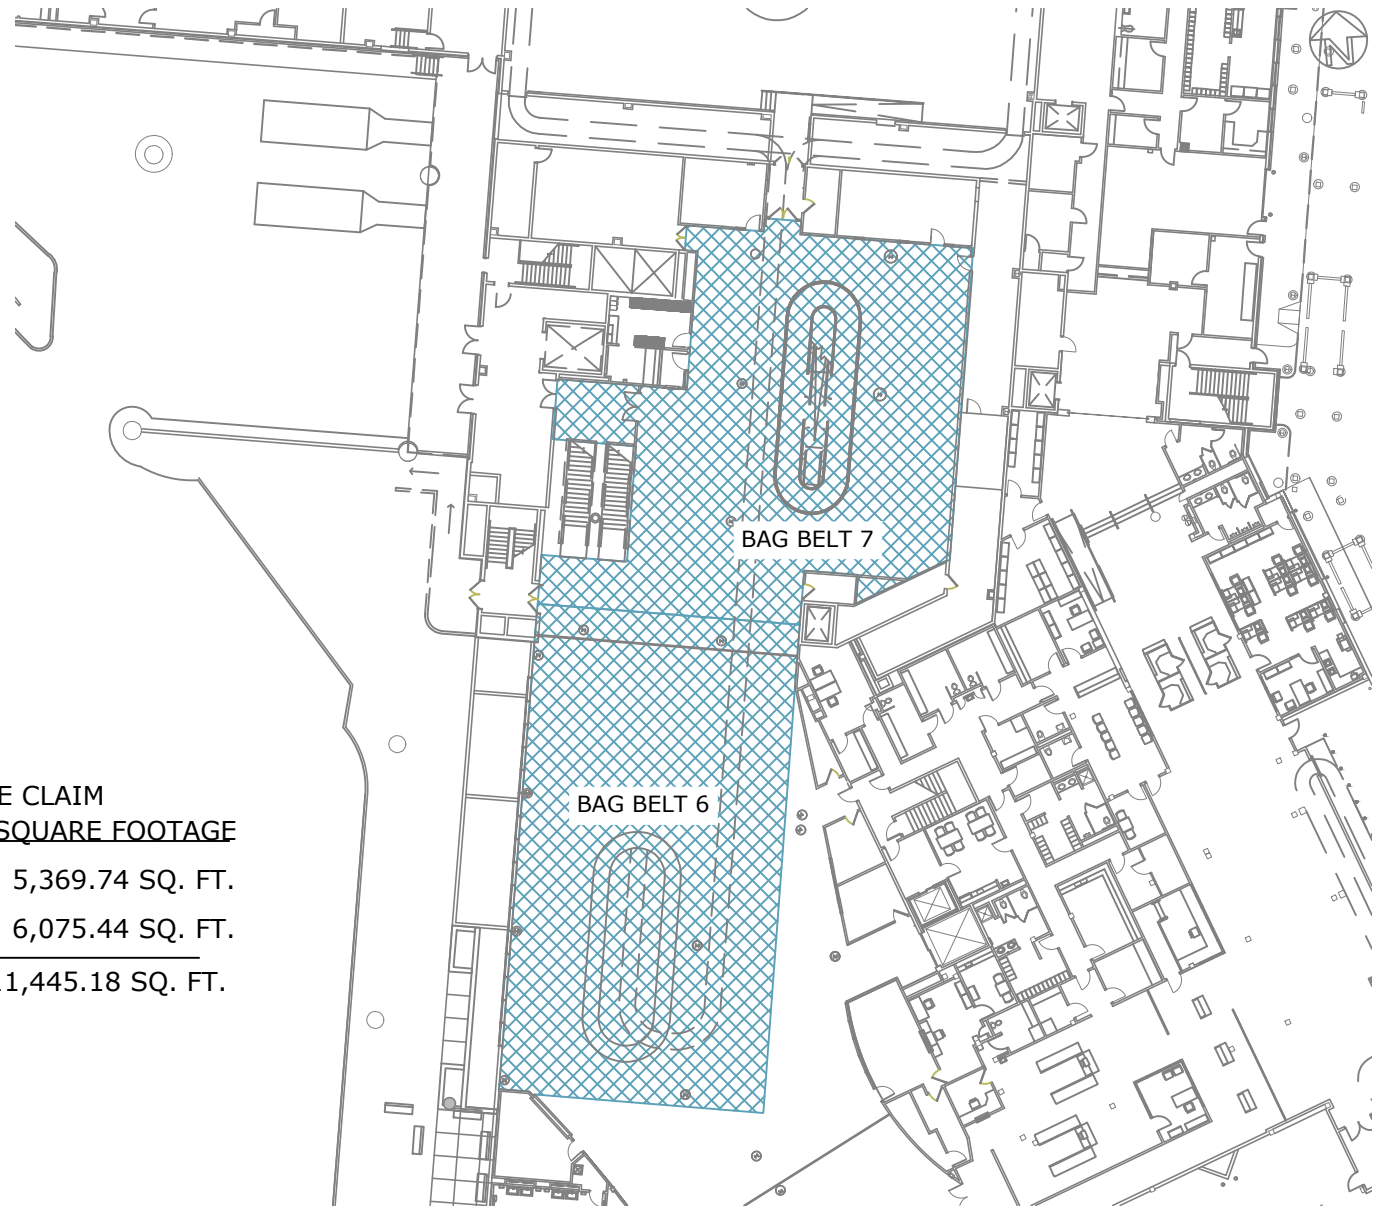 BAG BELT 7
BAG BELT 6
E CLAIM
SQUARE FOOTAGE
5,369.74 SQ. FT.
6,075.44 SQ. FT.
11,445.18 SQ. FT.